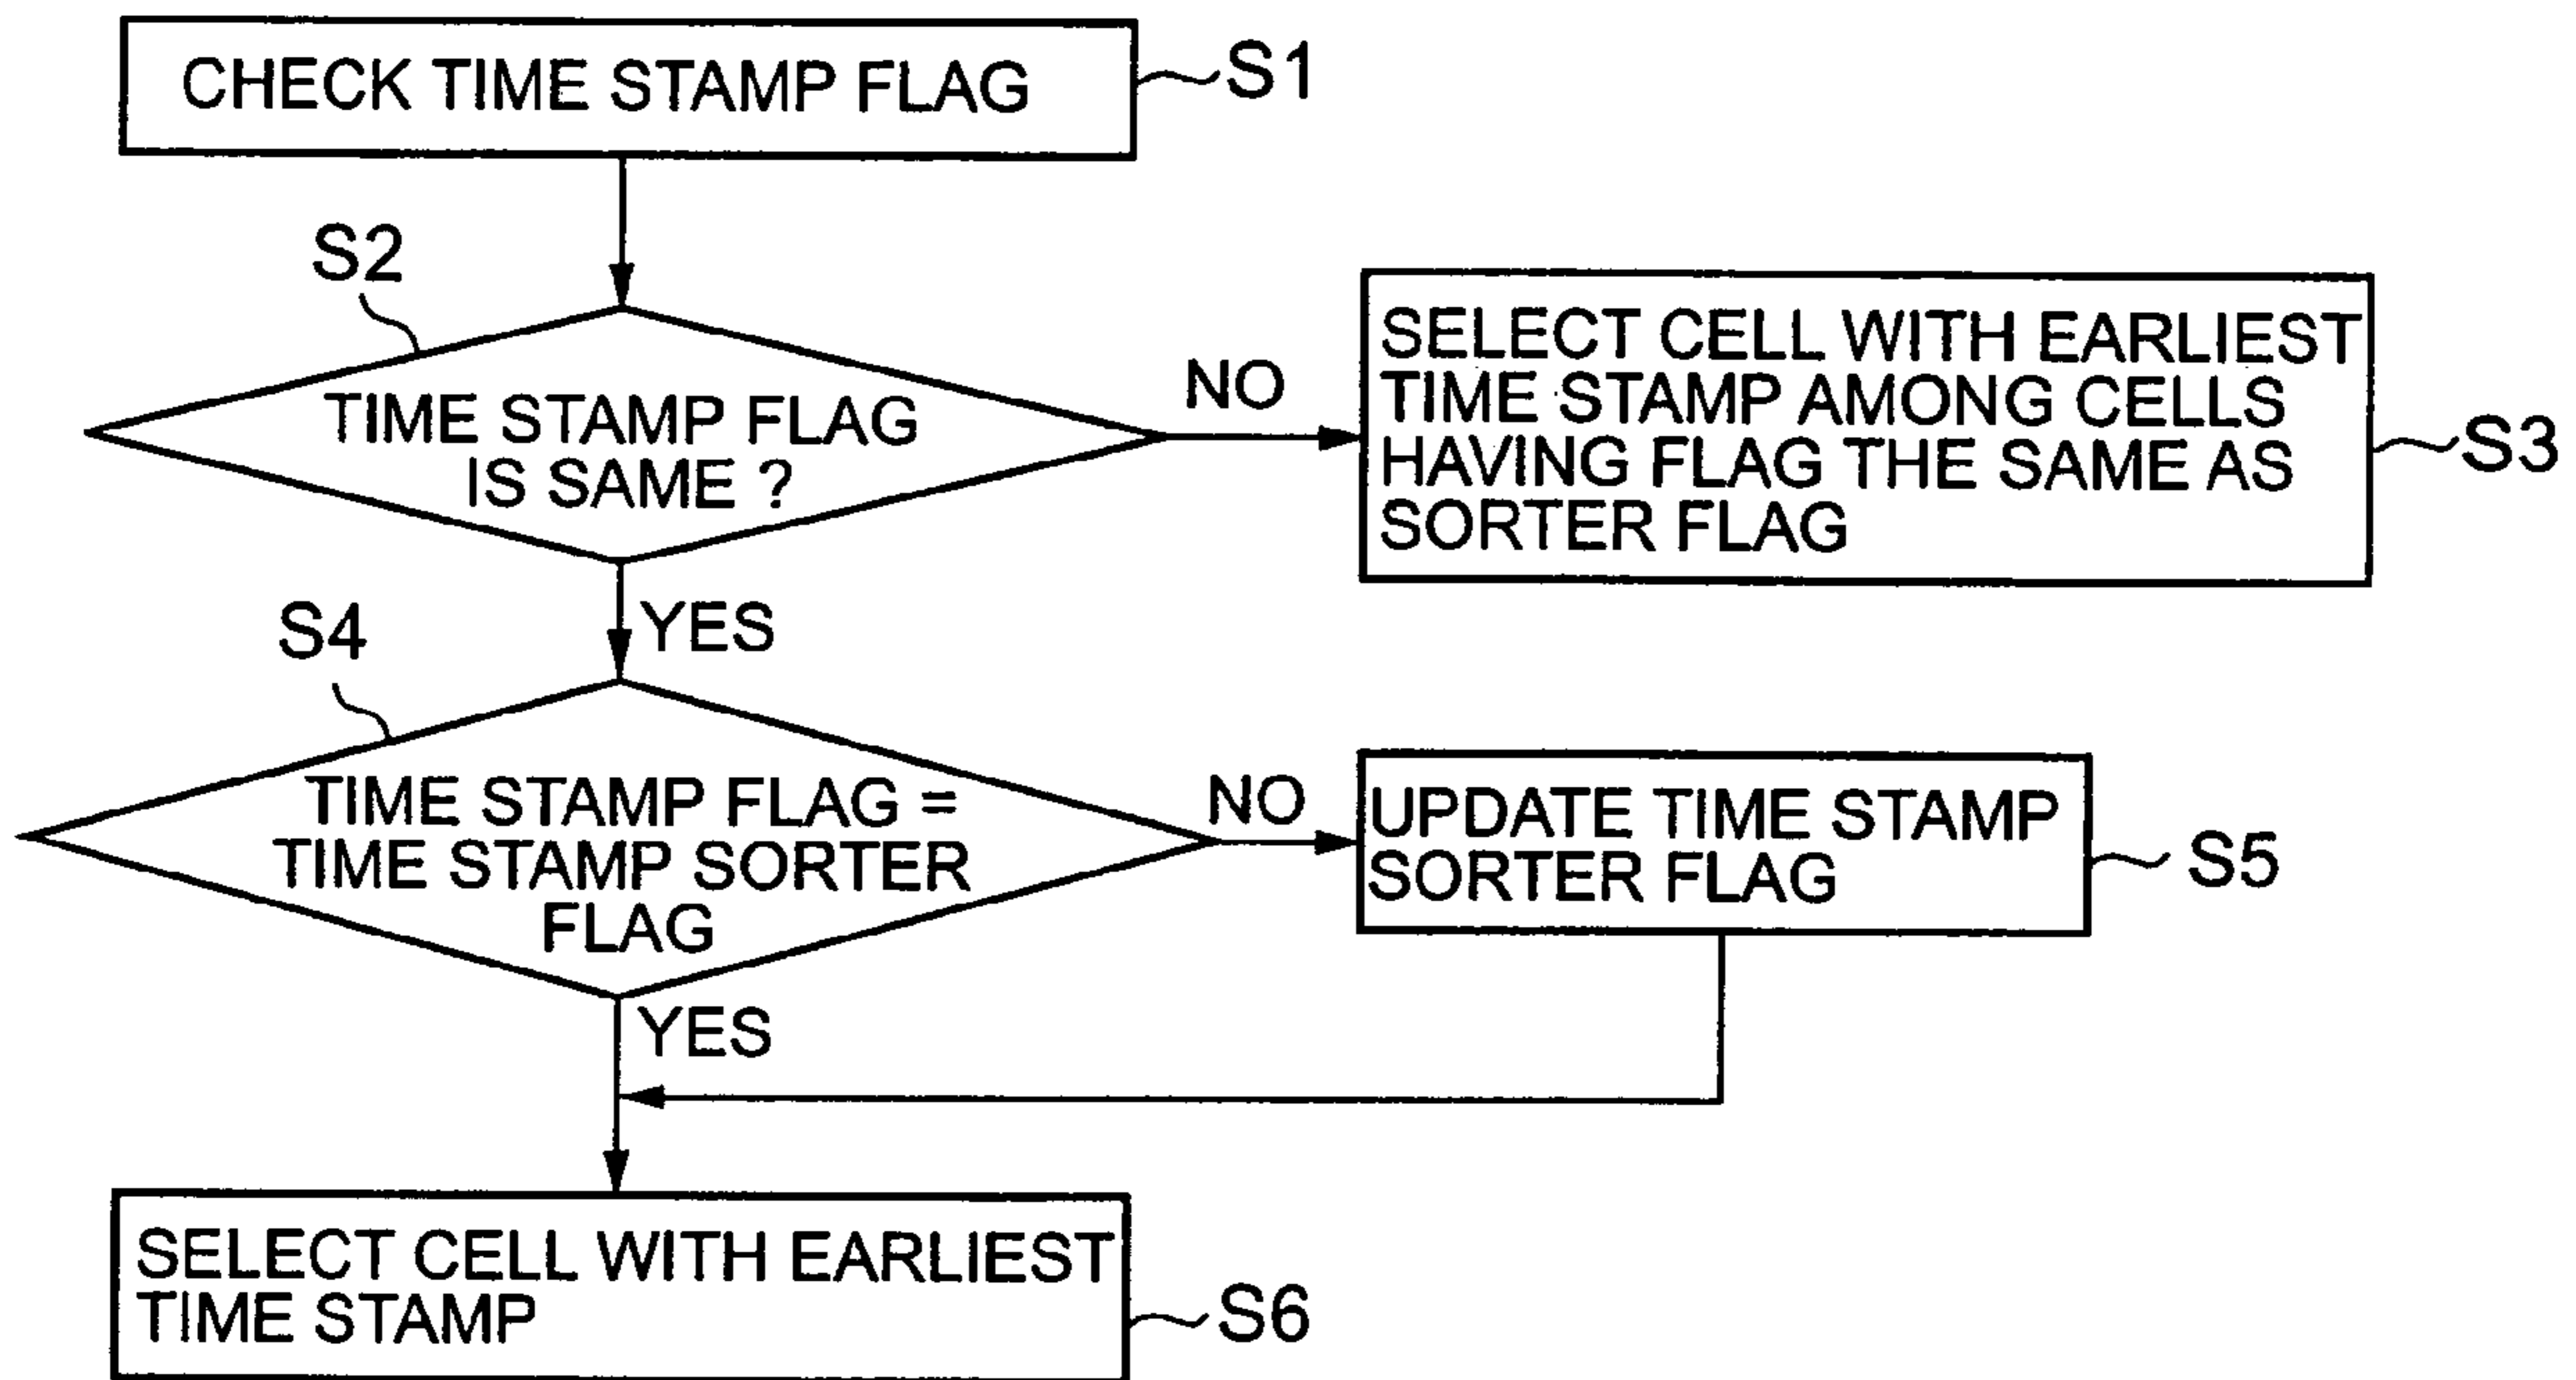 CHECK TIME STAMP FLAG
S1
S2
TIME STAMP FLAG
IS SAME ?
NO
SELECT CELL WITH EARLIEST
TIME STAMP AMONG CELLS
HAVING FLAG THE SAME AS
SORTER FLAG
S3
YES
S4
TIME STAMP FLAG =
TIME STAMP SORTER
FLAG
NO
UPDATE TIME STAMP
SORTER FLAG
S5
YES
SELECT CELL WITH EARLIEST
TIME STAMP
S6